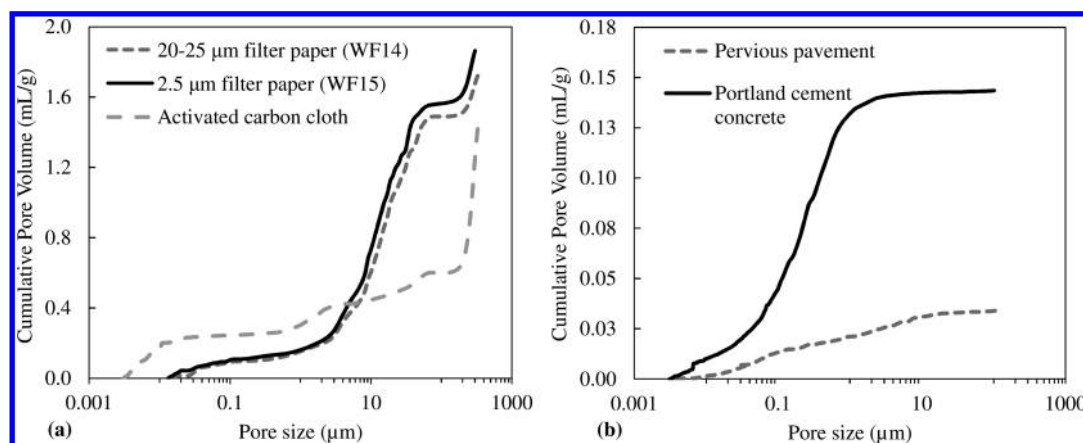 2.0
1.6
1.2
0.8
0.4
0.0
Cumulative Pore Volume (mL/g)
20-25 µm filter paper (WF14)
2.5 µm filter paper (WF15)
Activated carbon cloth
0.001
0.1
10
1000
(a)
Pore size (µm)
0.18
0.15
0.13
0.10
0.08
0.05
0.03
0.00
Cumulative Pore Volume (mL/g)
Pervious pavement
Portland cement
concrete
0.001
0.1
10
1000
(b)
Pore size (µm)